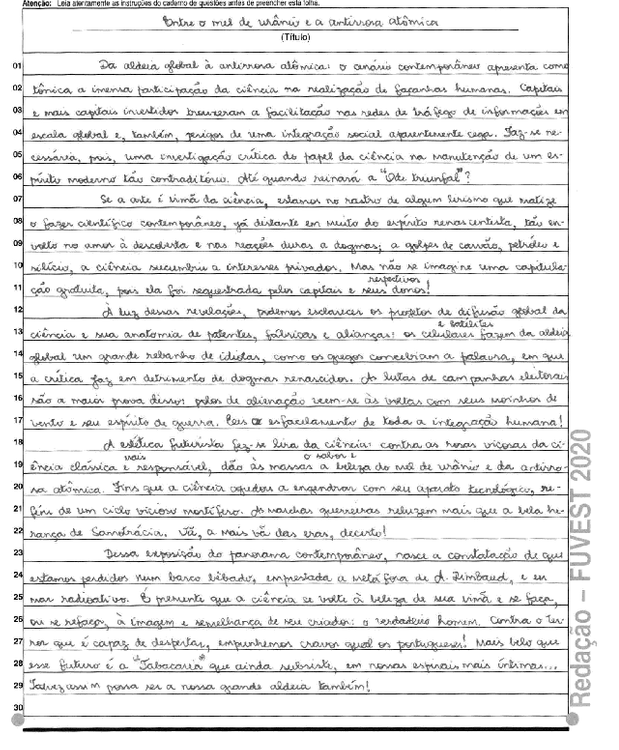 Atenção: Leia atentamente as instruções do caderno de questões antes de preencher esta folha.
Entre o mel de urânio e a antirrosa atômica
(Título)
01 Da aldeia global à antirrosa atômica: o cenário contemporâneo apresenta como
02 tônica a imensa participação da ciência na realização de façanhas humanas. Capitais
03 e mais capitais investidos trouxeram a facilitação nas redes de tráfego de informações em
04 escala global e, também, perigos de uma integração social aparentemente cega. Faz-se ne-
05 cessária, pois, uma investigação crítica do papel da ciência na manutenção de um es-
06 pírito moderno tão contraditório. Até quando reinará a "Ode triunfal"?
07 Se a arte é irmã da ciência, estamos no rastro de algum lirismo que matize
08 o fazer científico contemporâneo, já distante em muito do espírito renascentista, tão en-
09 volto no amor à descoberta e nas reações duras a dogmas; a golpes de carvão, petróleo e
10 silício, a ciência sucumbiu a interesses privados. Mas não se imagine uma capitula-
respectivos
11 ção gratuita, pois ela foi sequestrada pelos capitais e seus donos!
12 À luz dessas revelações, podemos esclarecer os projetos de difusão global da
e satélites
13 ciência e sua anatomia de patentes, fábricas e alianças: os celulares fazem da aldeia
14 global um grande rebanho de idiotas, como os gregos concebiam a palavra, em que
15 a crítica jaz em detrimento de dogmas renascidos. As lutas de campanhas eleitorais
16 são a maior prova disso: polos de alienação veem-se às voltas com seus moinhos de
17 vento e seu espírito de guerra. Eis o esfacelamento de toda a integração humana!
18 A estética futurista fez-se lira da ciência: contra as rosas viçosas da ci-
mais o sabor e
19 ência clássica e responsável, dão às massas a beleza do mel de urânio e da antirro-
20 sa atômica. Fins que a ciência ajudou a engendrar com seu aparato tecnológico, re-
21 féns de um ciclo vicioso mortífero. As marchas guerreiras reluzem mais que a bela he-
22 rança de Samotrácia. Vã, a mais vã das eras, decerto!
23 Dessa exposição do panorama contemporâneo, nasce a constatação de que
24 estamos perdidos num barco bêbado, emprestada a metáfora de A. Rimbaud, e em
25 mar radioativo. É premente que a ciência se volte à beleza de sua irmã e se faça,
26 ou se refaça, à imagem e semelhança de seu criador: o verdadeiro homem. Contra o ter-
27 ror que é capaz de despertar, empunhemos cravos qual os portugueses! Mais belo que
28 esse futuro é a "Tabacaria" que ainda subsiste, em nossas espirais mais íntimas...
29 Talvez assim possa ser a nossa grande aldeia também!
30
Redação – FUVEST 2020